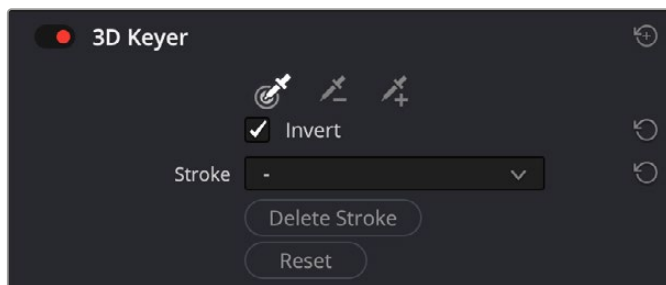 3D Keyer
Invert
Stroke -
Delete Stroke
Reset